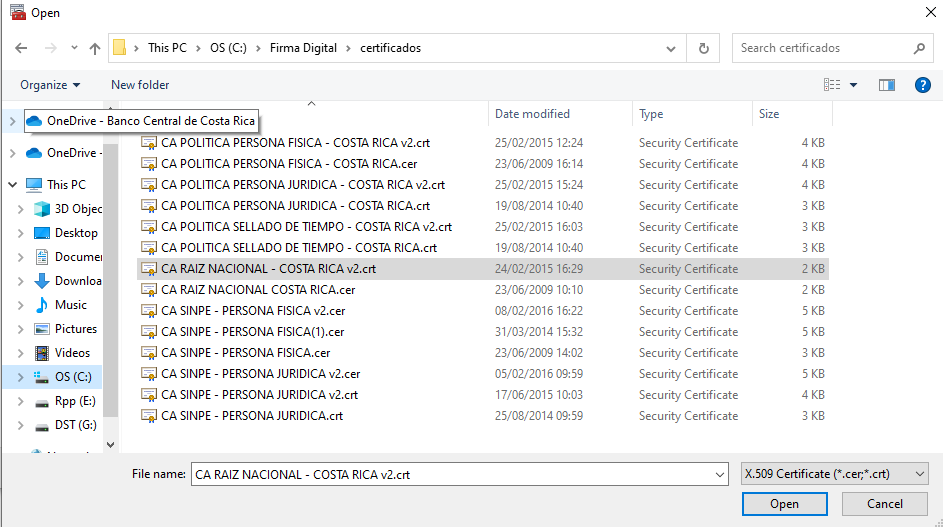 Open
This PC > OS (C:) > Firma Digital > certificados
Search certificados
Organize
New folder
Date modified Type Size
OneDrive - Banco Central de Costa Rica
OneDrive -
This PC
3D Objec
Desktop
Documer
Downloa
Music
Pictures
Videos
OS (C:)
Rpp (E:)
DST (G:)
CA POLITICA PERSONA FISICA - COSTA RICA v2.crt 25/02/2015 12:24 Security Certificate 4 KB
CA POLITICA PERSONA FISICA - COSTA RICA.cer 23/06/2009 16:14 Security Certificate 4 KB
CA POLITICA PERSONA JURIDICA - COSTA RICA v2.crt 25/02/2015 15:24 Security Certificate 4 KB
CA POLITICA PERSONA JURIDICA - COSTA RICA.crt 19/08/2014 10:40 Security Certificate 3 KB
CA POLITICA SELLADO DE TIEMPO - COSTA RICA v2.crt 25/02/2015 16:03 Security Certificate 3 KB
CA POLITICA SELLADO DE TIEMPO - COSTA RICA.crt 19/08/2014 10:40 Security Certificate 3 KB
CA RAIZ NACIONAL - COSTA RICA v2.crt 24/02/2015 16:29 Security Certificate 2 KB
CA RAIZ NACIONAL COSTA RICA.cer 23/06/2009 10:10 Security Certificate 2 KB
CA SINPE - PERSONA FISICA v2.cer 08/02/2016 16:22 Security Certificate 5 KB
CA SINPE - PERSONA FISICA(1).cer 31/03/2014 15:32 Security Certificate 5 KB
CA SINPE - PERSONA FISICA.cer 23/06/2009 14:02 Security Certificate 3 KB
CA SINPE - PERSONA JURIDICA v2.cer 05/02/2016 09:59 Security Certificate 5 KB
CA SINPE - PERSONA JURIDICA v2.crt 17/06/2015 10:03 Security Certificate 4 KB
CA SINPE - PERSONA JURIDICA.crt 25/08/2014 09:59 Security Certificate 3 KB
File name: CA RAIZ NACIONAL - COSTA RICA v2.crt
X.509 Certificate (*.cer;*.crt)
Open
Cancel